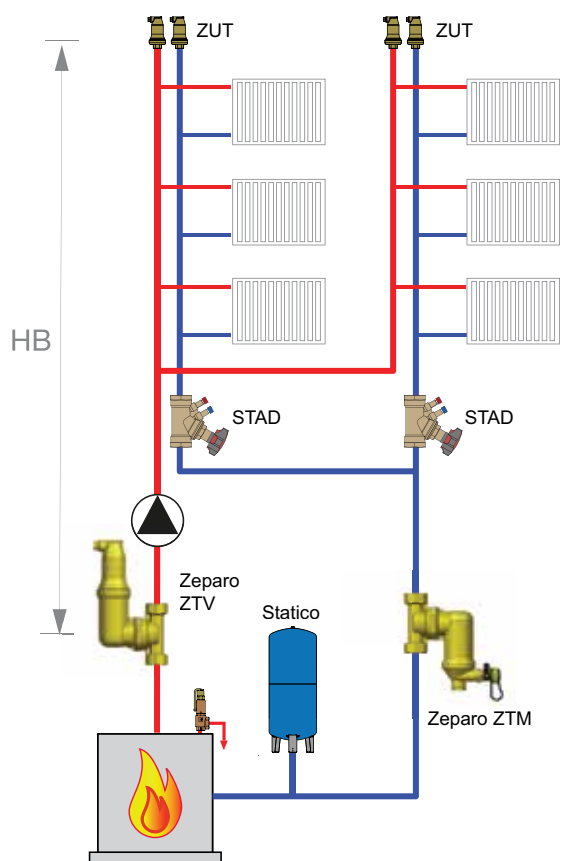 ZUT
ZUT
HB
STAD
STAD
Zeparo
ZTV
Statico
Zeparo ZTM